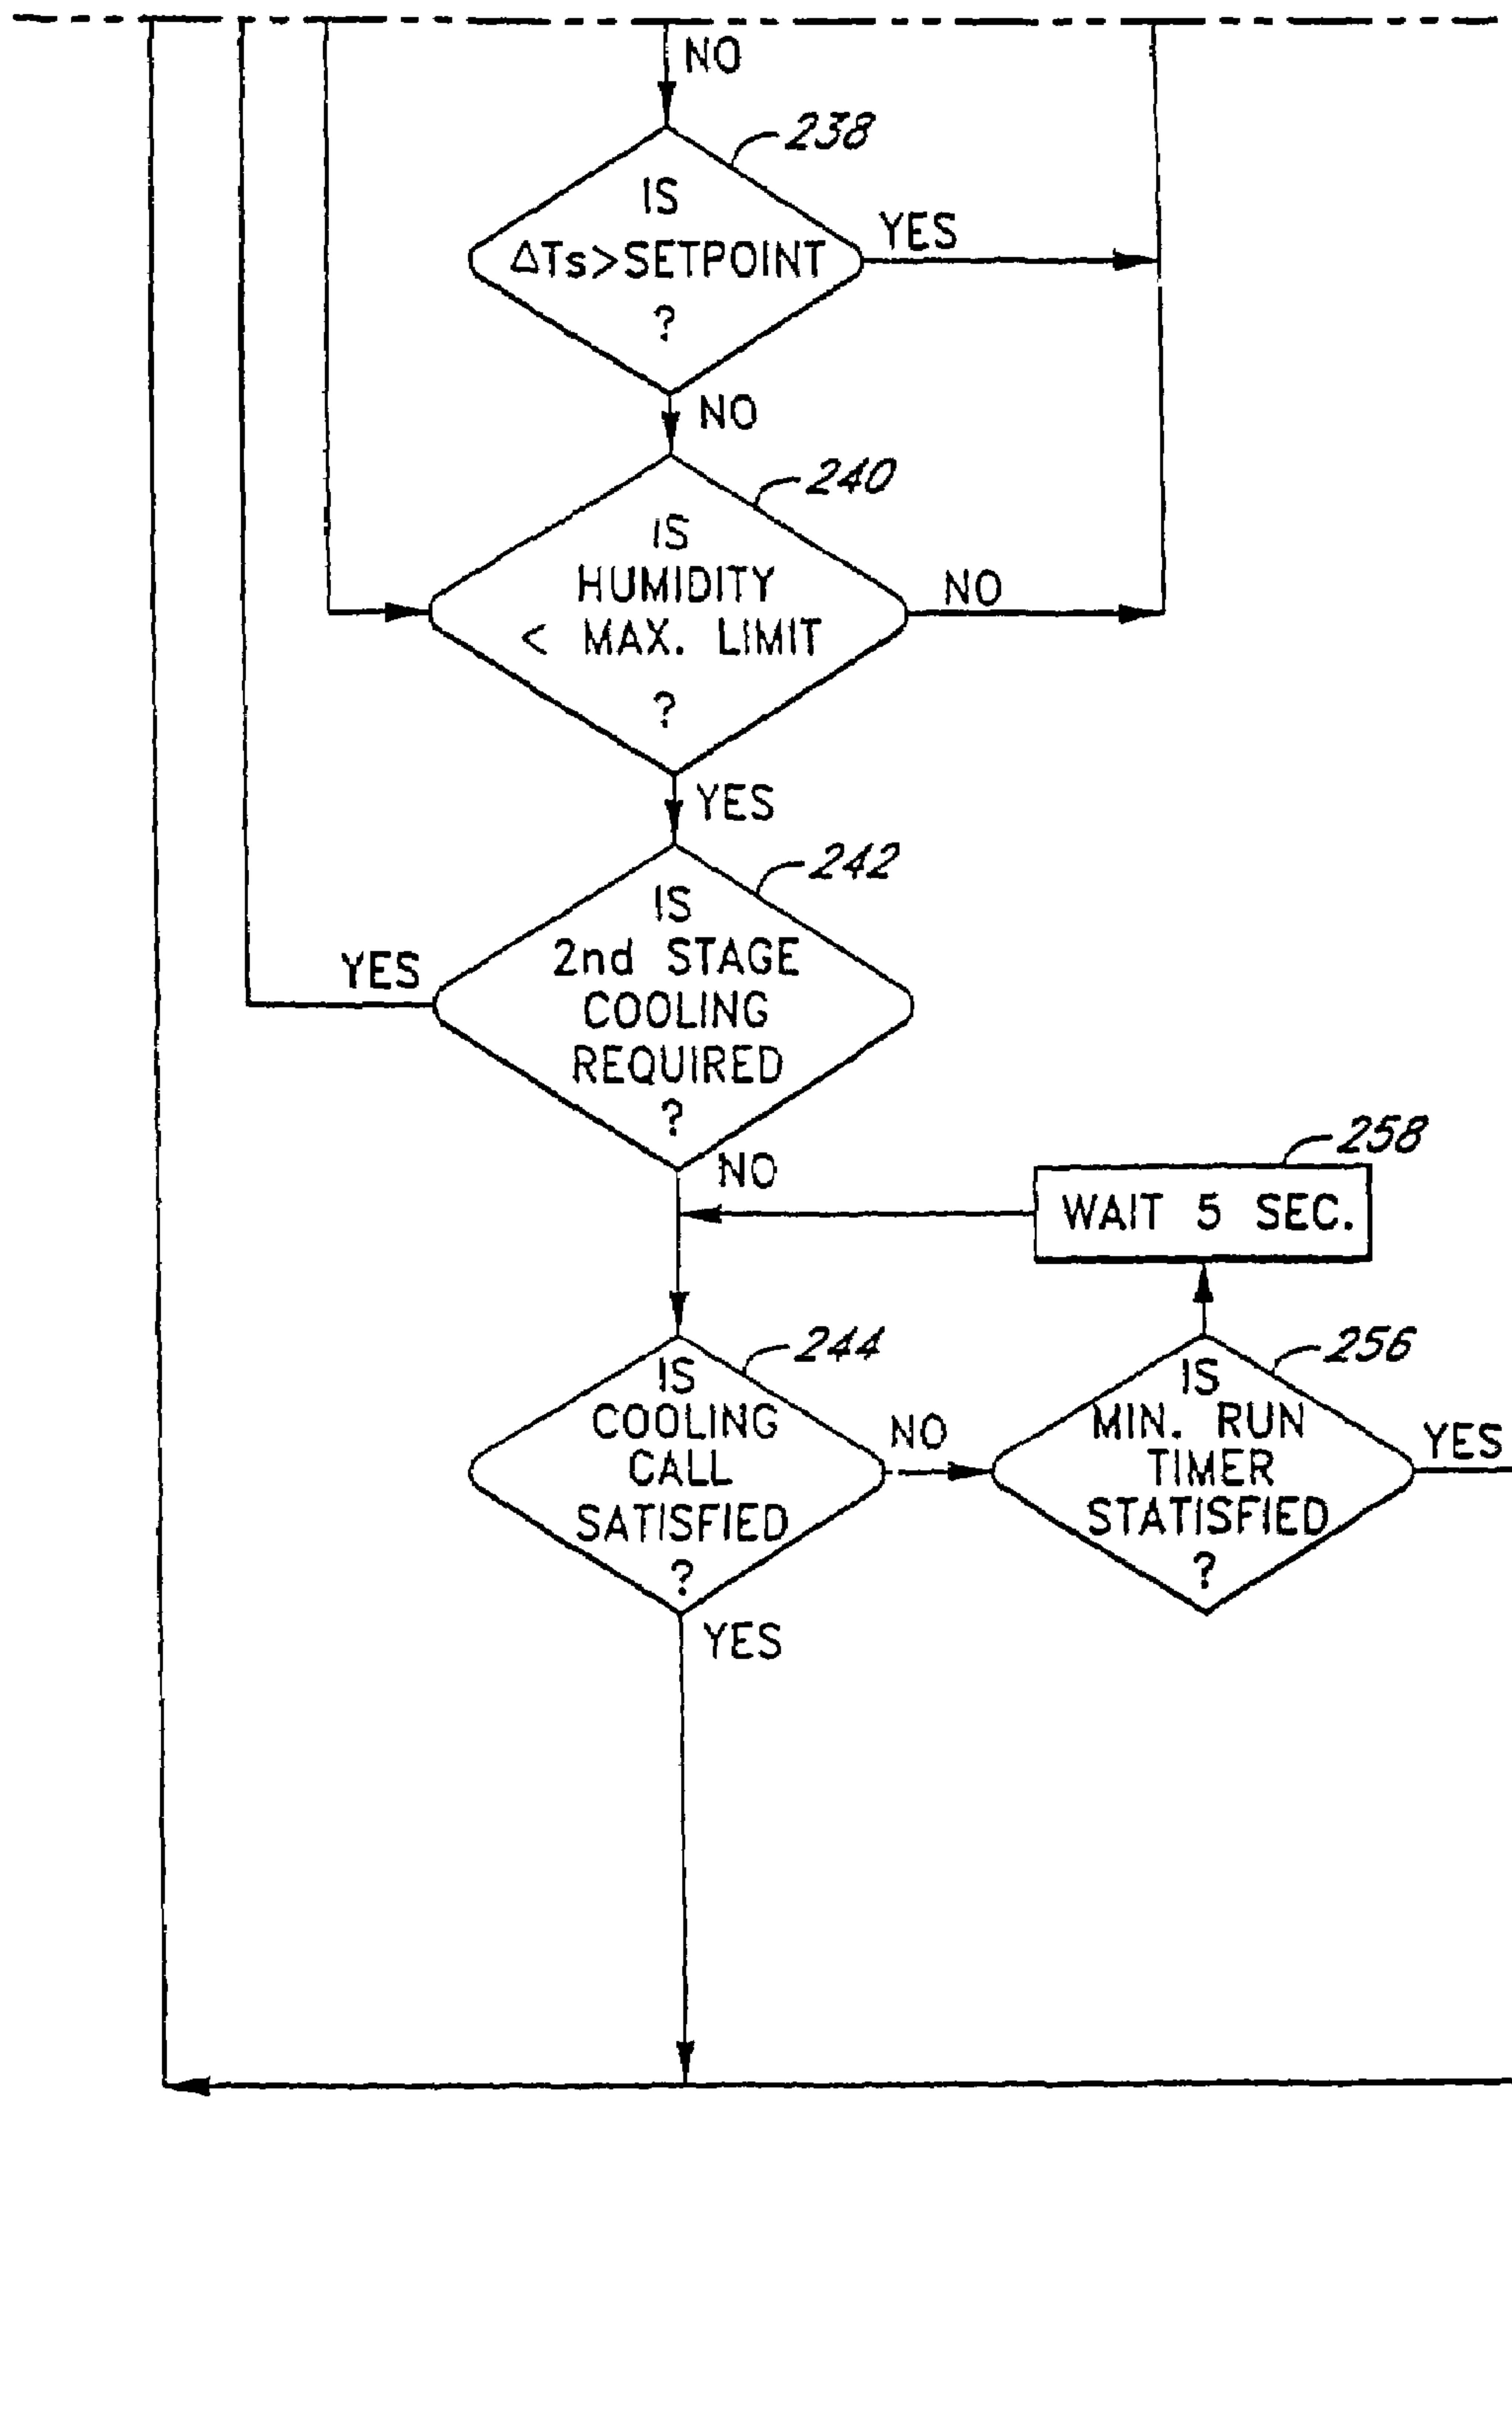 NO
238
IS
ΔTs>SETPOINT
?
YES
NO
240
IS
HUMIDITY
< MAX. LIMIT
?
NO
YES
242
IS
2nd STAGE
COOLING
REQUIRED
?
YES
NO
258
WAIT 5 SEC.
244
IS
COOLING
CALL
SATISFIED
?
NO
256
IS
MIN. RUN
TIMER
STATISFIED
?
YES
YES